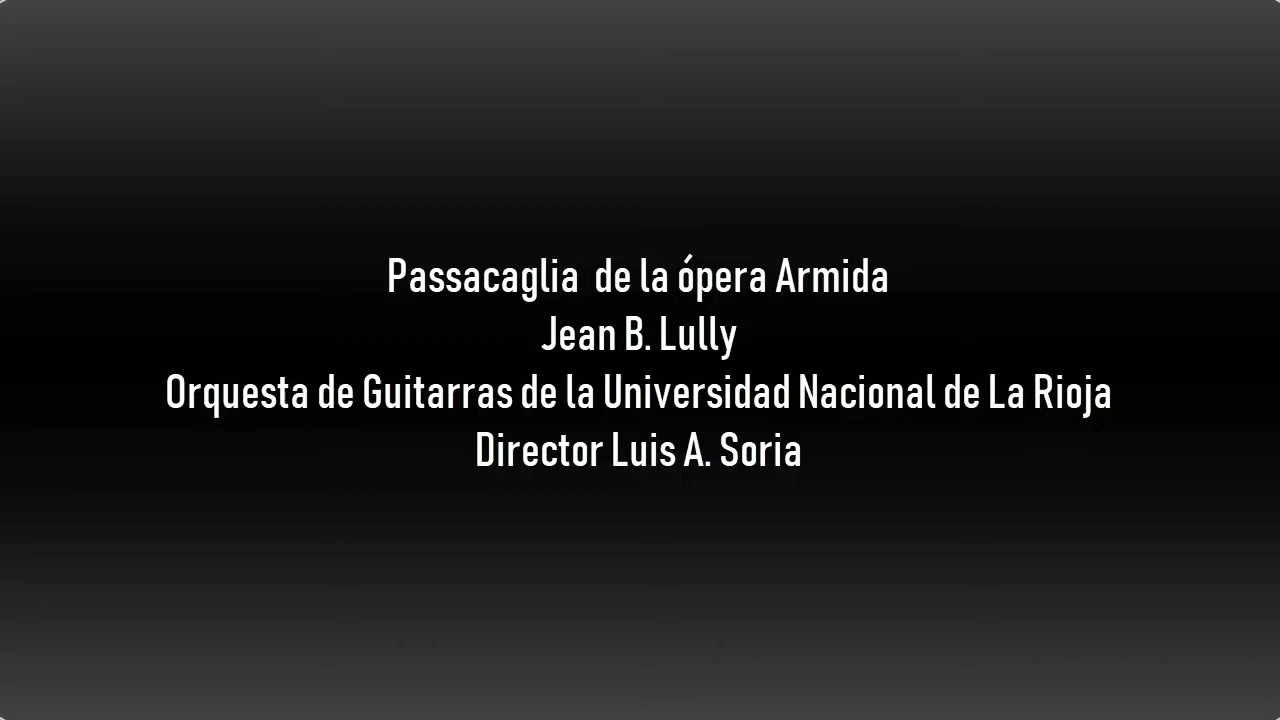 Passacaglia de la ópera Armida
Jean B. Lully
Orquesta de Guitarras de la Universidad Nacional de La Rioja
Director Luis A. Soria